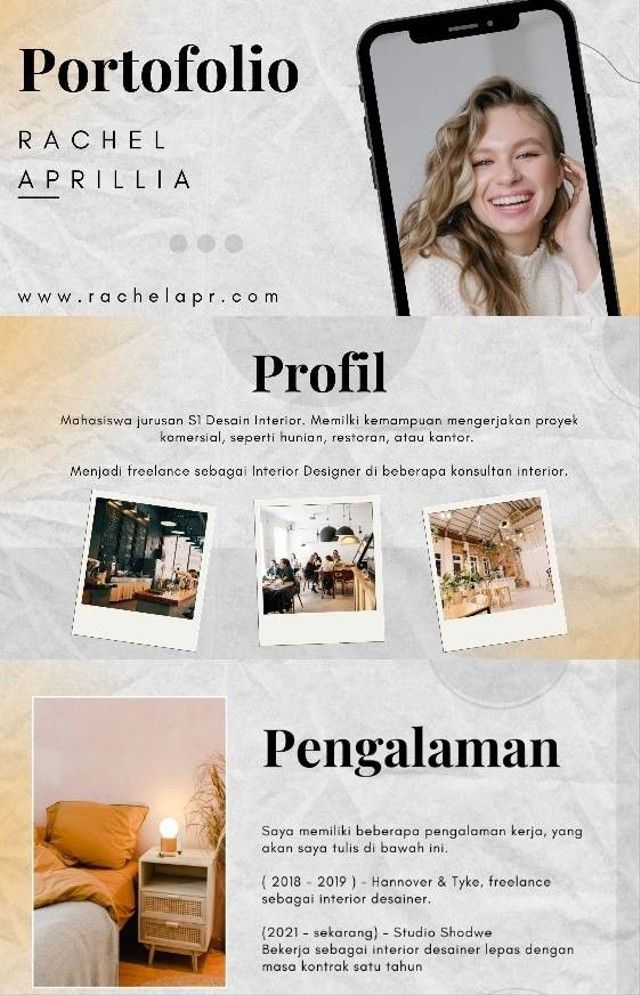 Portofolio
RACHEL
APRILLIA
www.rachelapr.com
Profil
Mahasiswa jurusan S1 Desain Interior. Memilki kemampuan mengerjakan proyek
komersial, seperti hunian, restoran, atau kantor.
Menjadi freelance sebagai Interior Designer di beberapa konsultan interior.
Pengalaman
Saya memiliki beberapa pengalaman kerja, yang
akan saya tulis di bawah ini.
( 2018 - 2019 ) - Hannover & Tyke, freelance
sebagai interior desainer.
(2021 - sekarang) - Studio Shodwe
Bekerja sebagai interior desainer lepas dengan
masa kontrak satu tahun